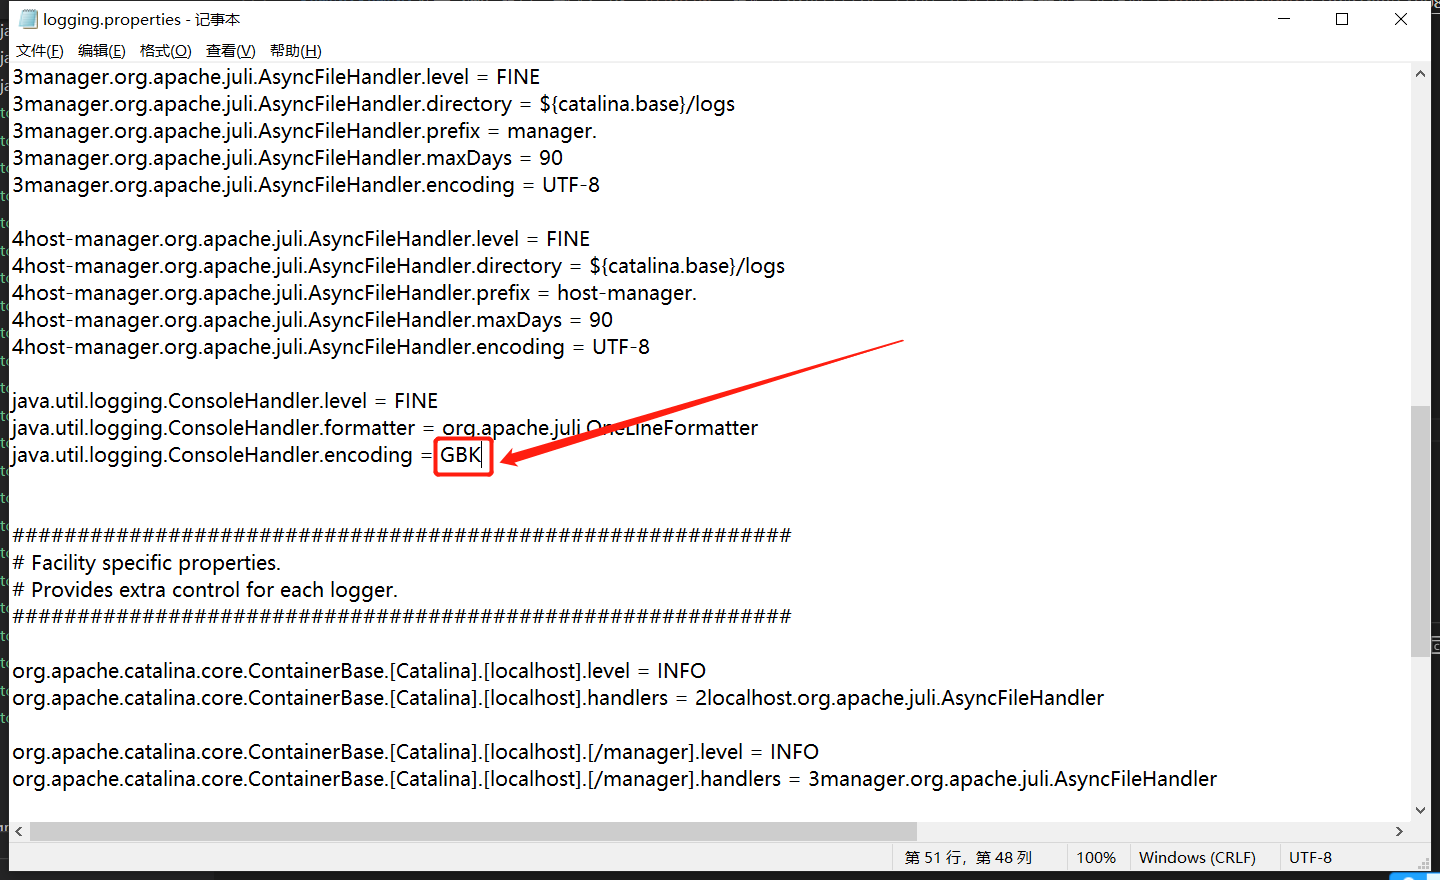 logging.properties - 记事本
文件(F) 编辑(E) 格式(O) 查看(V) 帮助(H)
3manager.org.apache.juli.AsyncFileHandler.level = FINE
3manager.org.apache.juli.AsyncFileHandler.directory = ${catalina.base}/logs
3manager.org.apache.juli.AsyncFileHandler.prefix = manager.
3manager.org.apache.juli.AsyncFileHandler.maxDays = 90
3manager.org.apache.juli.AsyncFileHandler.encoding = UTF-8
4host-manager.org.apache.juli.AsyncFileHandler.level = FINE
4host-manager.org.apache.juli.AsyncFileHandler.directory = ${catalina.base}/logs
4host-manager.org.apache.juli.AsyncFileHandler.prefix = host-manager.
4host-manager.org.apache.juli.AsyncFileHandler.maxDays = 90
4host-manager.org.apache.juli.AsyncFileHandler.encoding = UTF-8
java.util.logging.ConsoleHandler.level = FINE
java.util.logging.ConsoleHandler.formatter = org.apache.juli.OneLineFormatter
java.util.logging.ConsoleHandler.encoding = GBK
############################################################
# Facility specific properties.
# Provides extra control for each logger.
############################################################
org.apache.catalina.core.ContainerBase.[Catalina].[localhost].level = INFO
org.apache.catalina.core.ContainerBase.[Catalina].[localhost].handlers = 2localhost.org.apache.juli.AsyncFileHandler
org.apache.catalina.core.ContainerBase.[Catalina].[localhost].[/manager].level = INFO
org.apache.catalina.core.ContainerBase.[Catalina].[localhost].[/manager].handlers = 3manager.org.apache.juli.AsyncFileHandler
第 51 行，第 48 列 100% Windows (CRLF) UTF-8